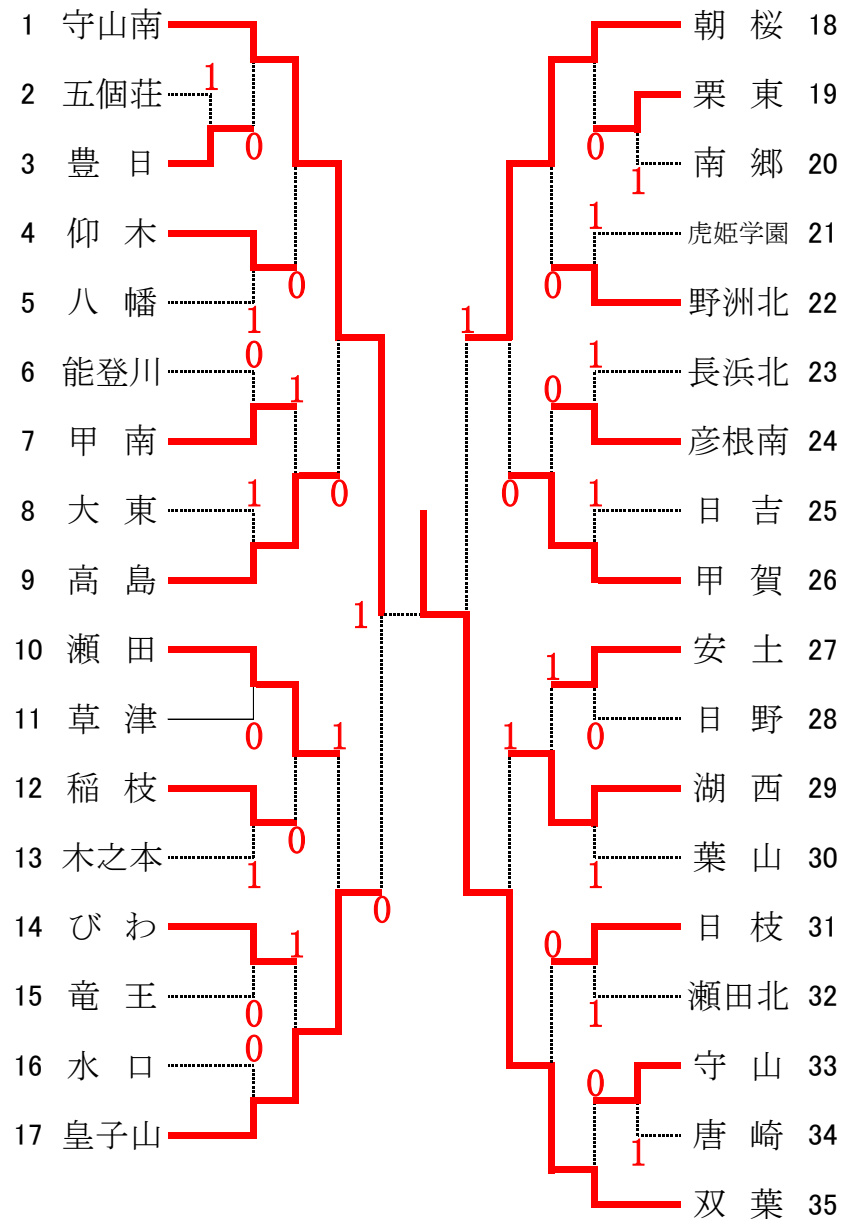 1 守山南
1
2 五個荘
0
3 豊日
4 仰木
0
5 八幡
1
0
6 能登川
1
7 甲南
1
0
8 大東
9 高島
1
10 瀬田
11 草津
0
1
12 稲枝
0
13 木之本
1
14 びわ
0
1
15 竜王
0
0
16 水口
17 皇子山
朝桜 18
栗東 19
0
南郷 20
1
1
虎姫学園 21
0
野洲北 22
1
1
長浜北 23
0
彦根南 24
0
1
日吉 25
甲賀 26
安土 27
1
日野 28
1
0
湖西 29
葉山 30
1
日枝 31
0
瀬田北 32
1
守山 33
0
唐崎 34
1
双葉 35